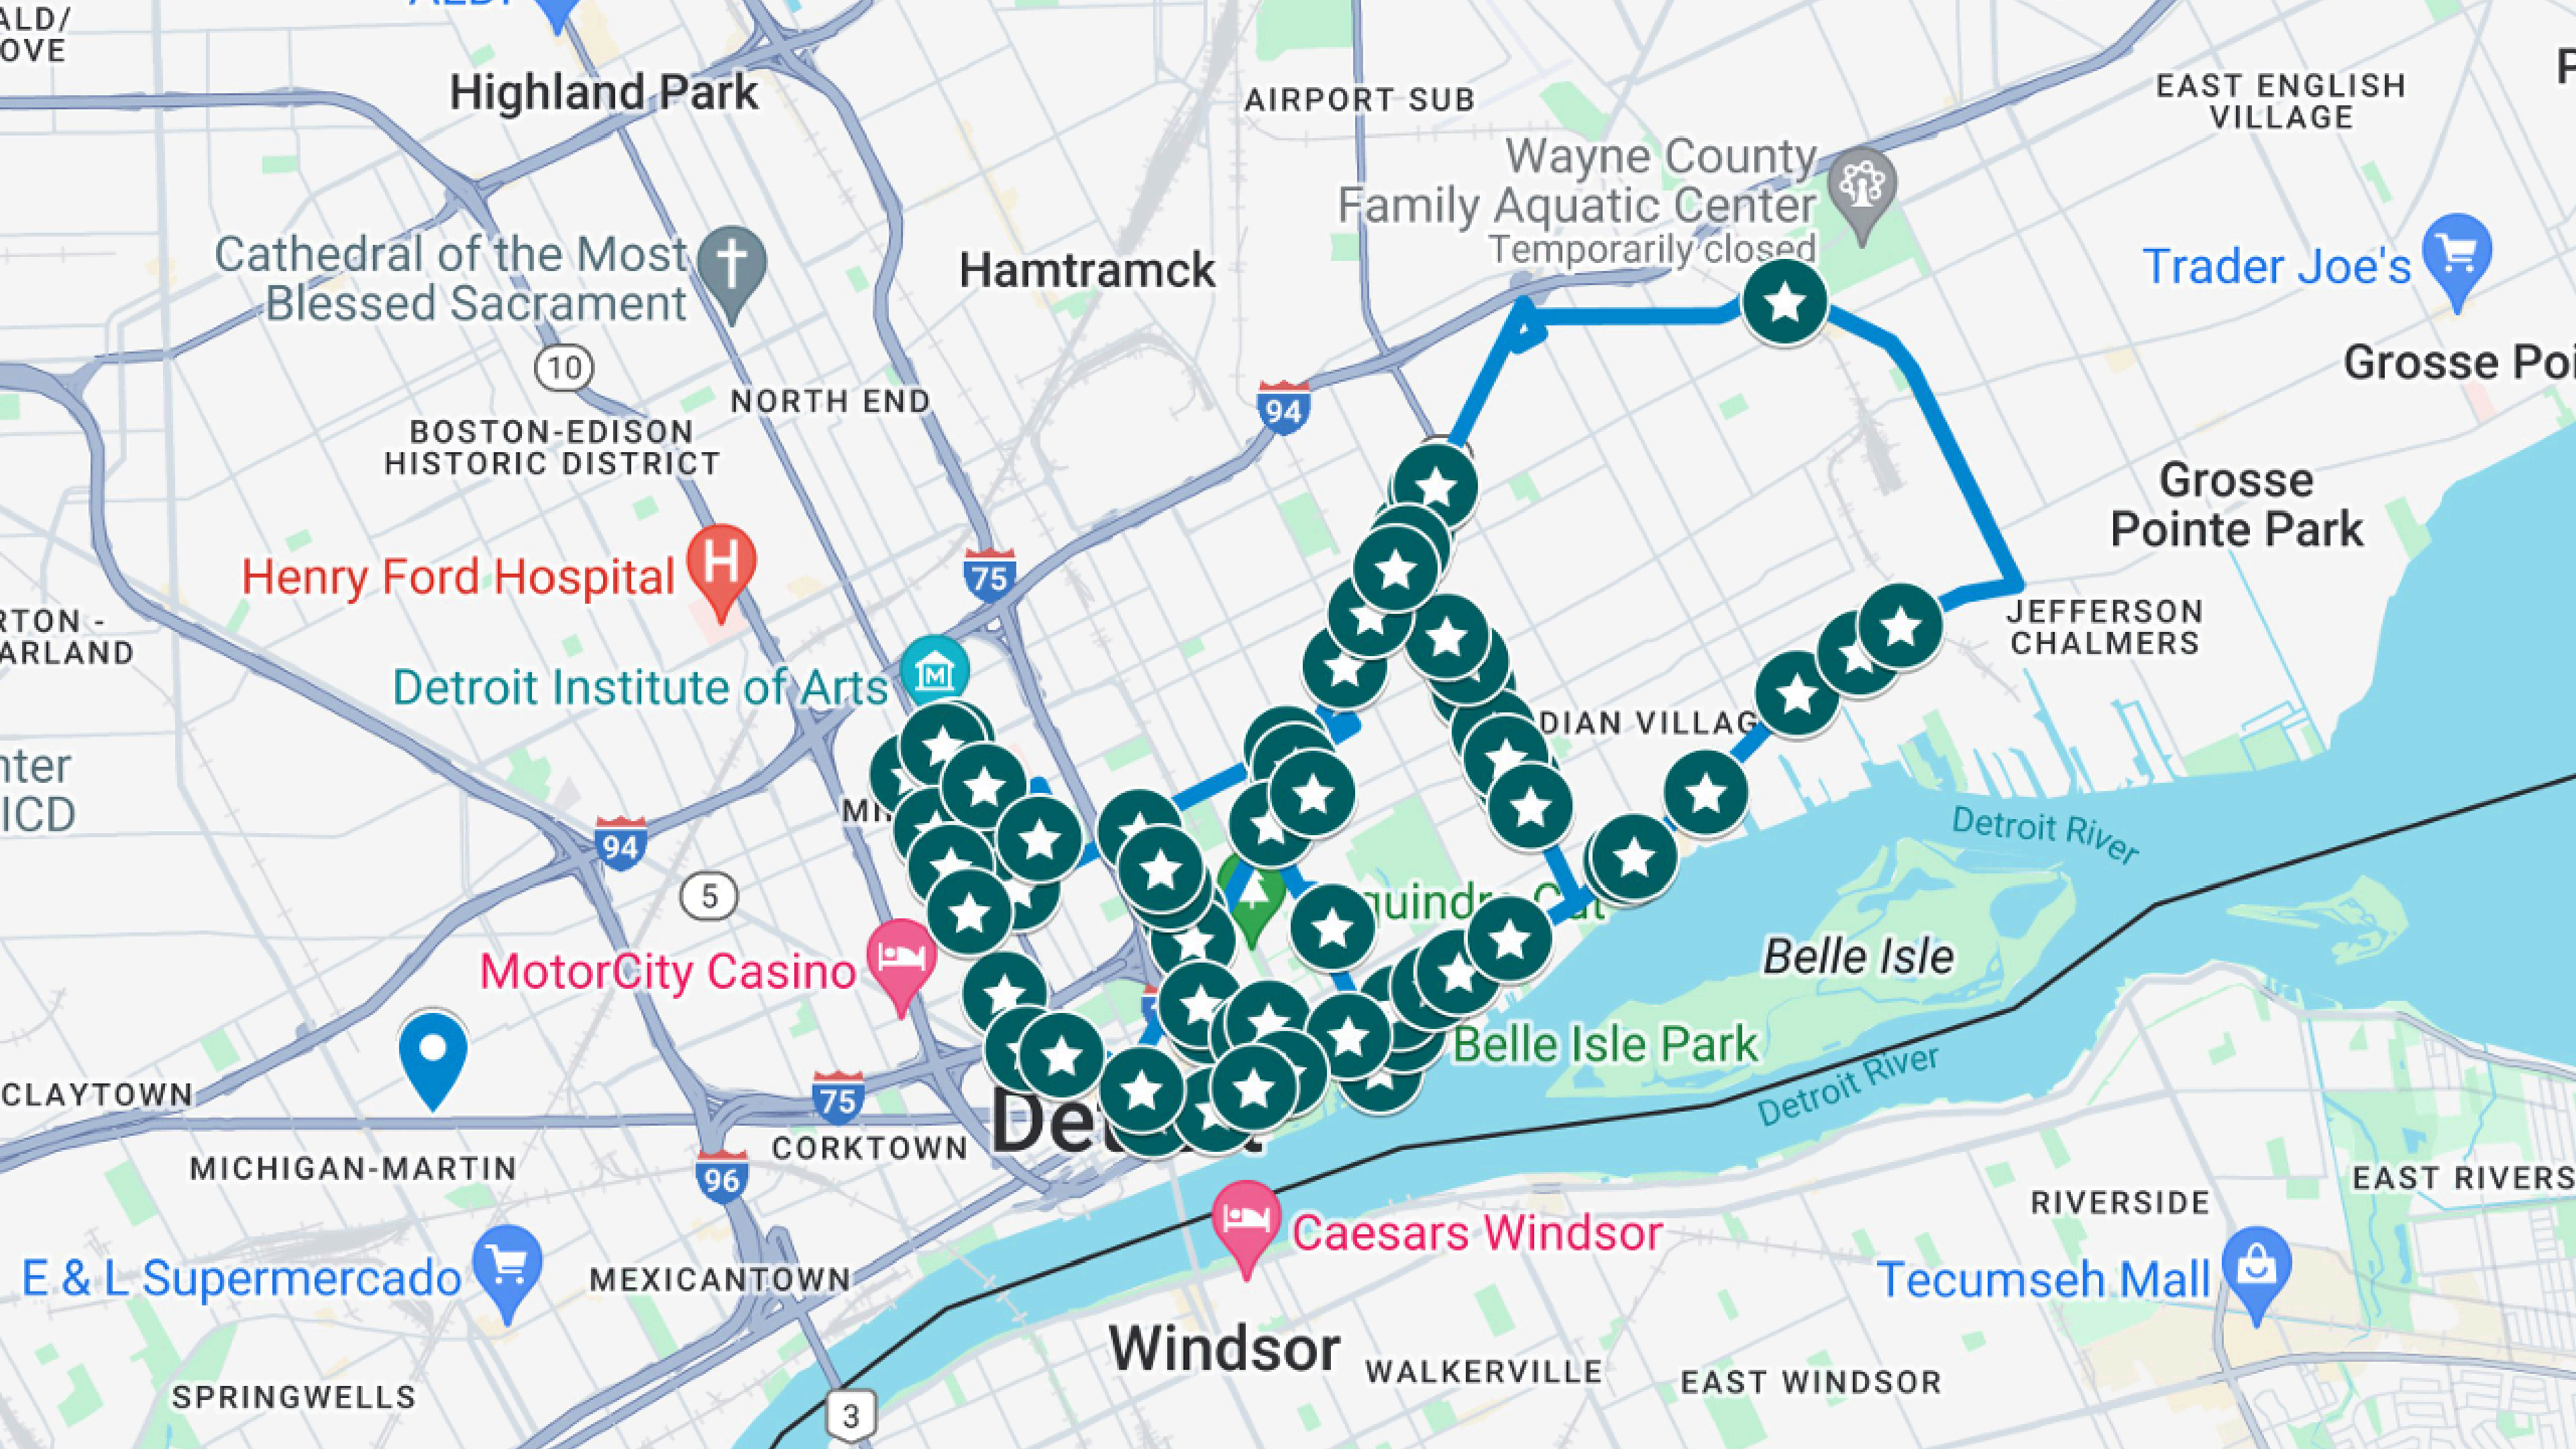 ALD/
OVE
Highland Park
AIRPORT SUB
EAST ENGLISH
VILLAGE
Wayne County
Family Aquatic Center
Temporarily closed
Cathedral of the Most
Blessed Sacrament
Hamtramck
Trader Joe's
10
NORTH END
94
Grosse Poi
BOSTON-EDISON
HISTORIC DISTRICT
Grosse
Pointe Park
Henry Ford Hospital
H
75
JEFFERSON
CHALMERS
RTON -
ARLAND
Detroit Institute of Arts
M
DIAN VILLAG
nter
ICD
MI
94
Detroit River
5
quindre Cut
MotorCity Casino
Belle Isle
Belle Isle Park
CLAYTOWN
75
Detroit River
CORKTOWN
Detroit
MICHIGAN-MARTIN
96
EAST RIVERS
RIVERSIDE
Caesars Windsor
E & L Supermercado
MEXICANTOWN
Tecumseh Mall
Windsor
WALKERVILLE
EAST WINDSOR
SPRINGWELLS
3